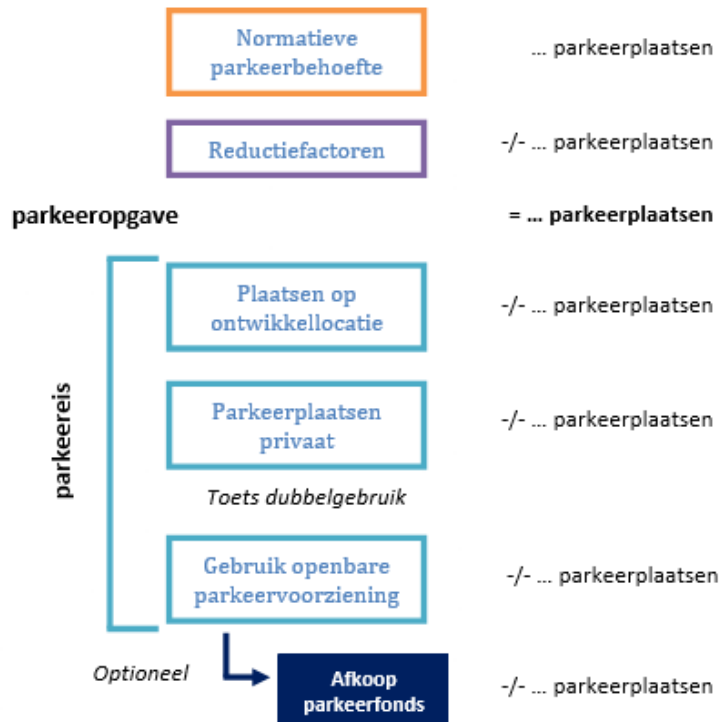 Normatieve
parkeerbehoefte
... parkeerplaatsen
Reductiefactoren
-/- ... parkeerplaatsen
parkeeropgave
= ... parkeerplaatsen
parkeereis
Plaatsen op
ontwikkellocatie
-/- ... parkeerplaatsen
Parkeerplaatsen
privaat
-/- ... parkeerplaatsen
Toets dubbelgebruik
Gebruik openbare
parkeervoorziening
-/- ... parkeerplaatsen
Optioneel
Afkoop
parkeerfonds
-/- ... parkeerplaatsen